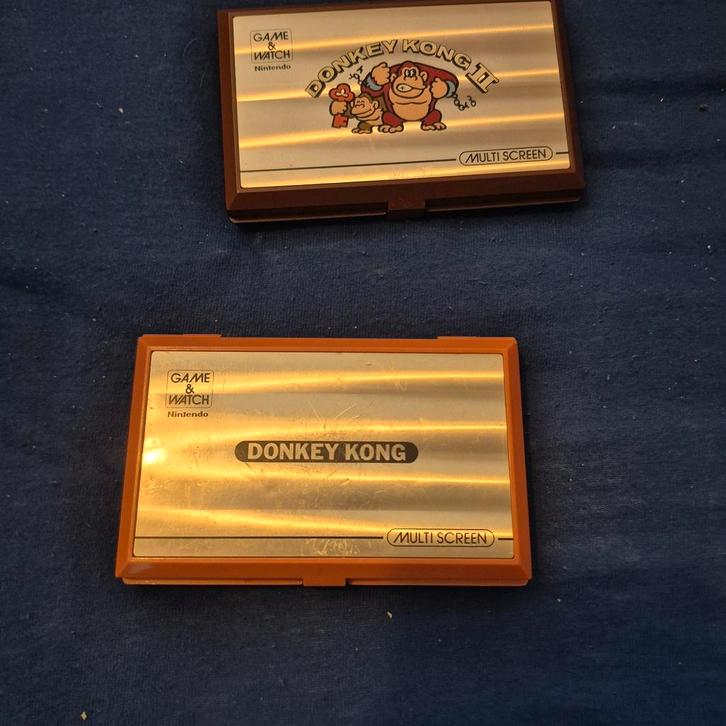 GAME
&
WATCH
Nintendo
DONKEY KONG II
MULTI SCREEN
GAME
&
WATCH
Nintendo
DONKEY KONG
MULTI SCREEN